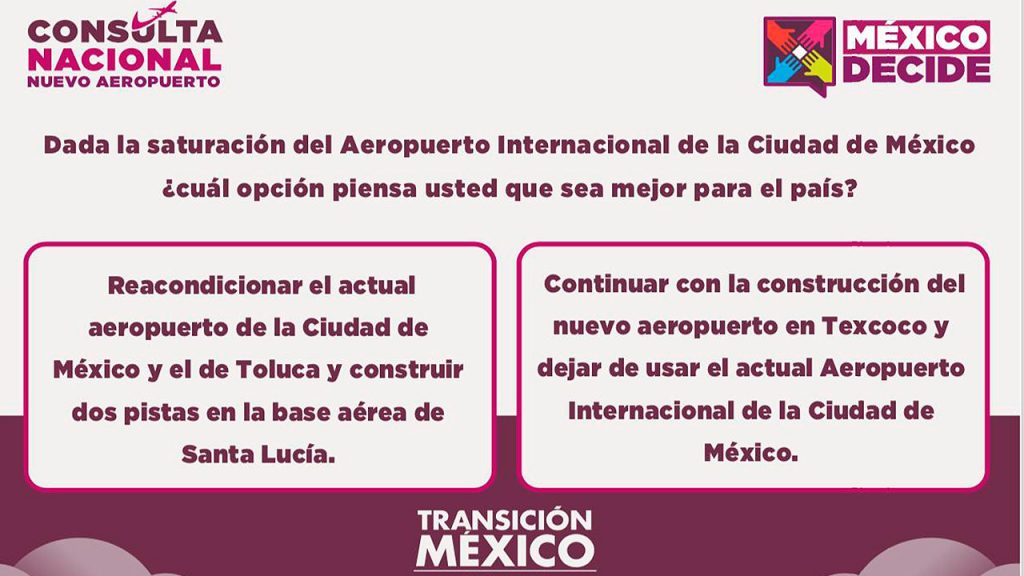 CONSULTA
NACIONAL
NUEVO AEROPUERTO
MÉXICO
DECIDE
Dada la saturación del Aeropuerto Internacional de la Ciudad de México
¿cuál opción piensa usted que sea mejor para el país?
Reacondicionar el actual
aeropuerto de la Ciudad de
México y el de Toluca y construir
dos pistas en la base aérea de
Santa Lucía.
Continuar con la construcción del
nuevo aeropuerto en Texcoco y
dejar de usar el actual Aeropuerto
Internacional de la Ciudad de
México.
TRANSICIÓN
MÉXICO